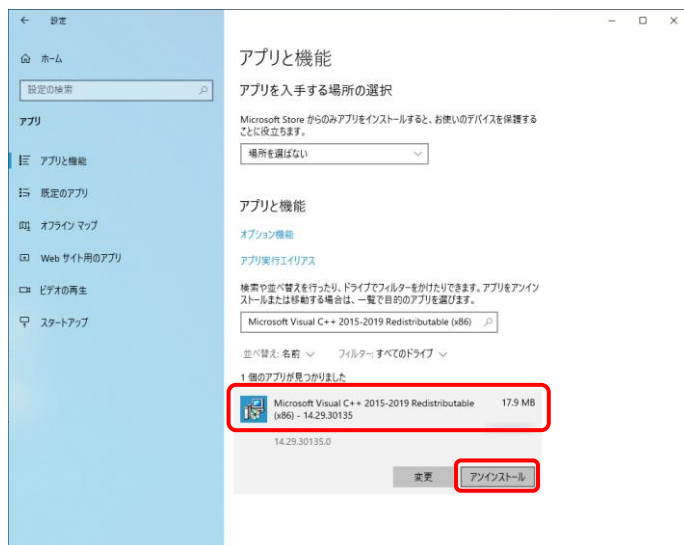 設定
ホーム
設定の検索
アプリ
アプリと機能
既定のアプリ
オフライン マップ
Web サイト用のアプリ
ビデオの再生
スタートアップ
アプリと機能
アプリを入手する場所の選択
Microsoft Store からのみアプリをインストールすると、お使いのデバイスを保護する
ことに役立ちます。
場所を選ばない
アプリと機能
オプション機能
アプリ実行エイリアス
検索や並べ替えを行ったり、ドライブでフィルターをかけたりできます。アプリをアンイン
ストールまたは移動する場合は、一覧で目的のアプリを選びます。
Microsoft Visual C++ 2015-2019 Redistributable (x86)
並べ替え: 名前 フィルター: すべてのドライブ
1 個のアプリが見つかりました
Microsoft Visual C++ 2015-2019 Redistributable 17.9 MB
(x86) - 14.29.30135
14.29.30135.0
変更 アンインストール